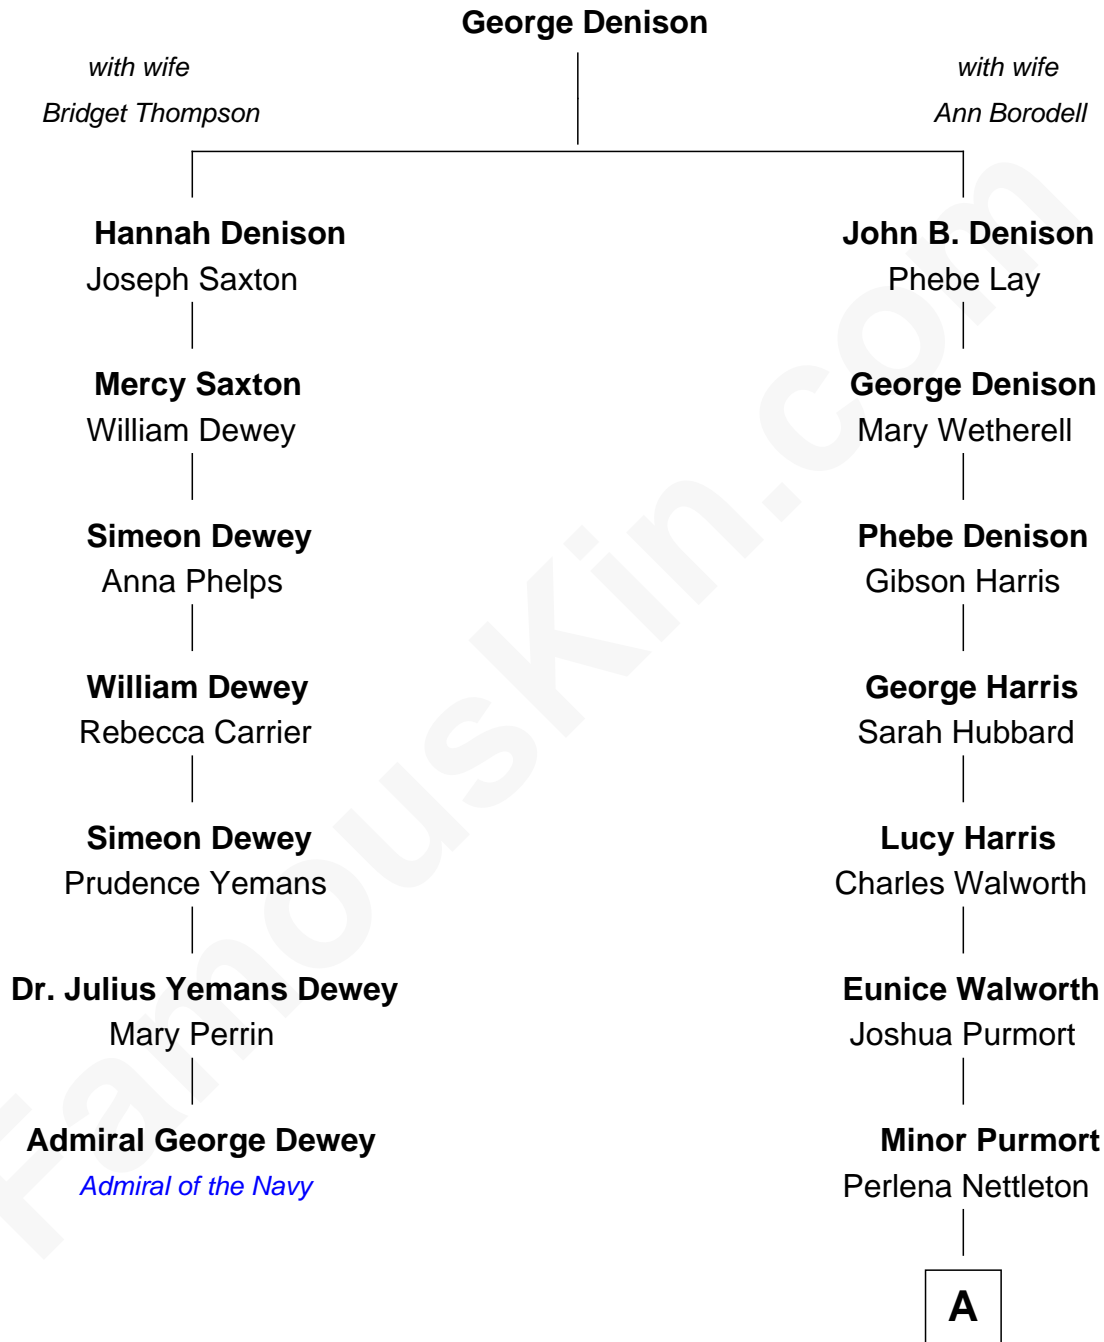 George Denison
with wife
Bridget Thompson
with wife
Ann Borodell
Hannah Denison
Joseph Saxton
John B. Denison
Phebe Lay
Mercy Saxton
William Dewey
George Denison
Mary Wetherell
Simeon Dewey
Anna Phelps
Phebe Denison
Gibson Harris
William Dewey
Rebecca Carrier
George Harris
Sarah Hubbard
Simeon Dewey
Prudence Yemans
Lucy Harris
Charles Walworth
Dr. Julius Yemans Dewey
Mary Perrin
Eunice Walworth
Joshua Purmort
Admiral George Dewey
Admiral of the Navy
Minor Purmort
Perlena Nettleton
A
FamousKin.com